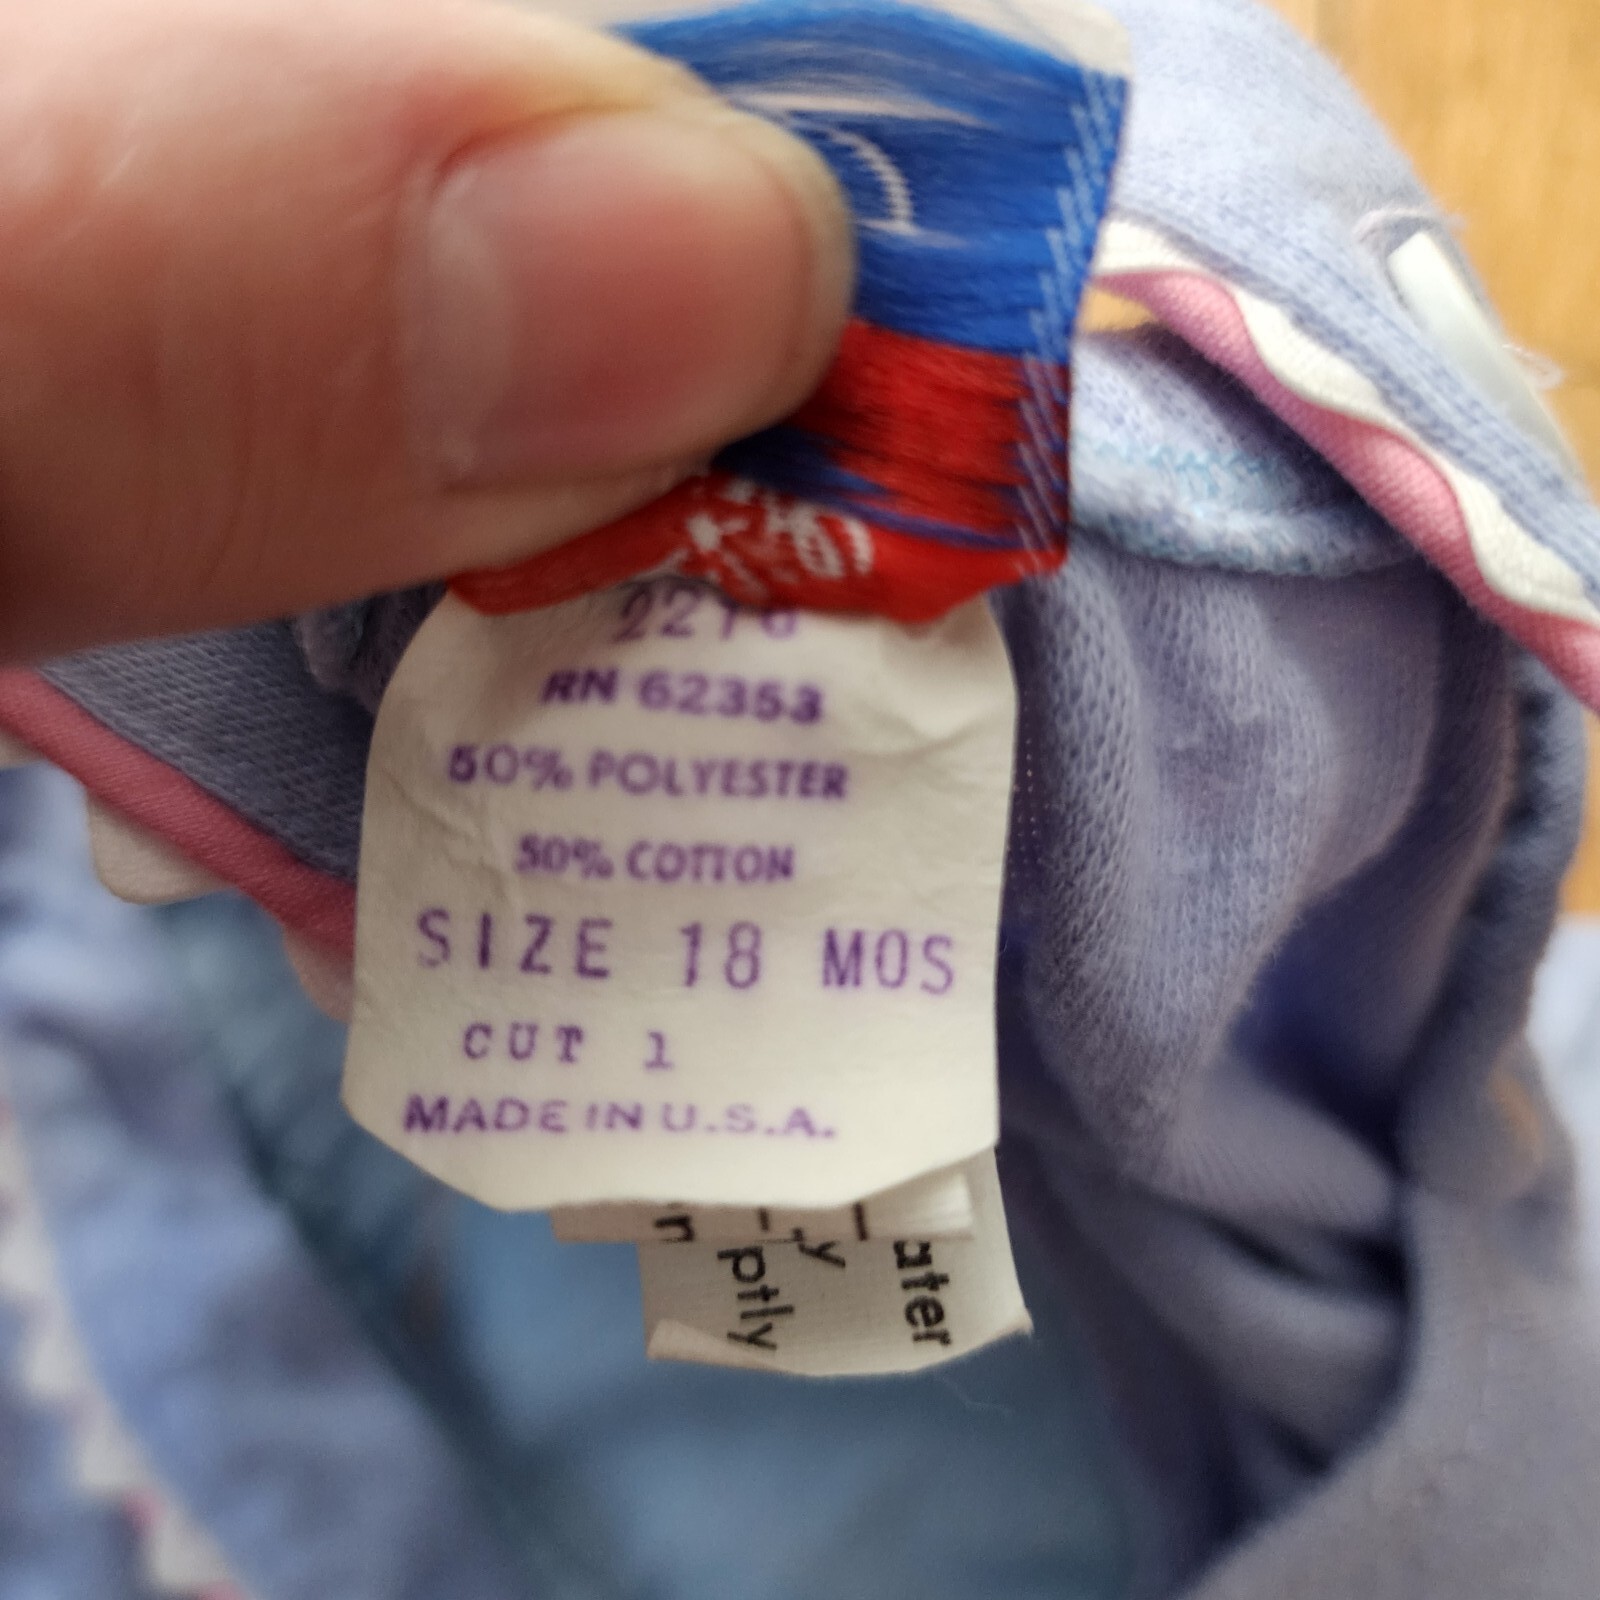 RN 62353
50% POLYESTER
50% COTTON
SIZE 18 MOS
CUT 1
MADE IN U.S.A.
n
ptly
y
ater